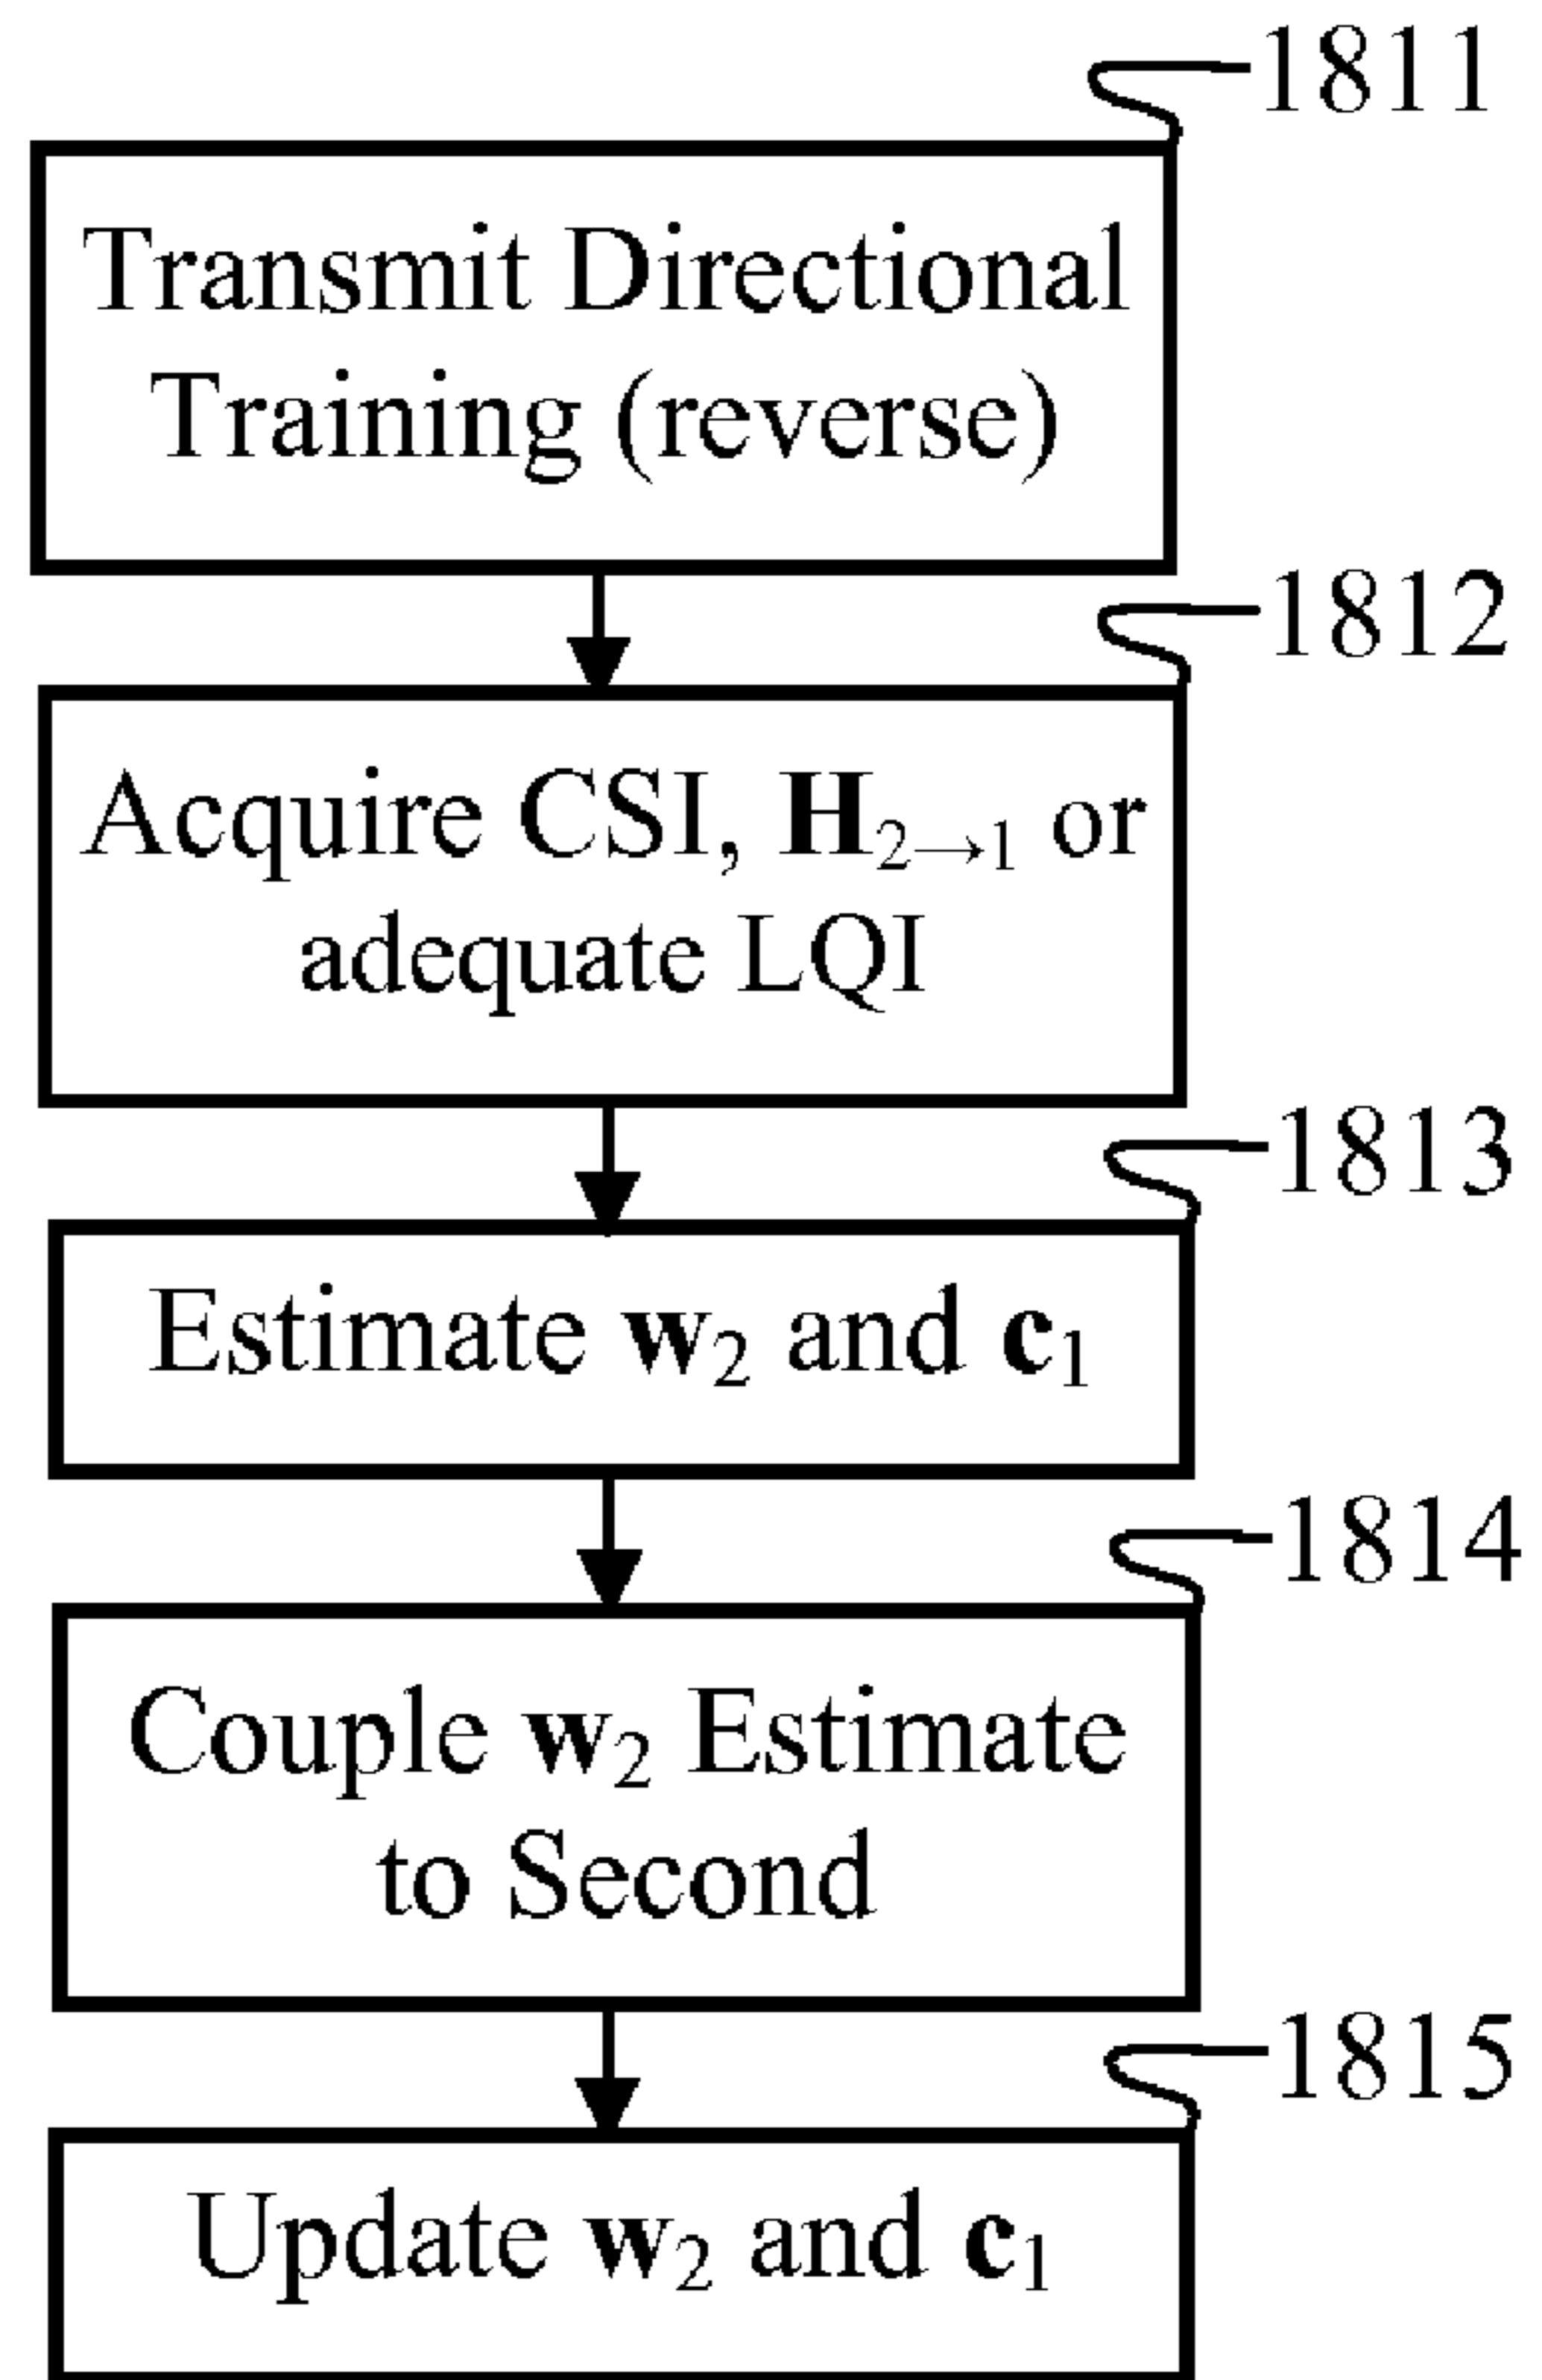 1811
Transmit Directional
Training (reverse)
1812
Acquire CSI, H₂→₁ or
adequate LQI
1813
Estimate w₂ and c₁
1814
Couple w₂ Estimate
to Second
1815
Update w₂ and c₁